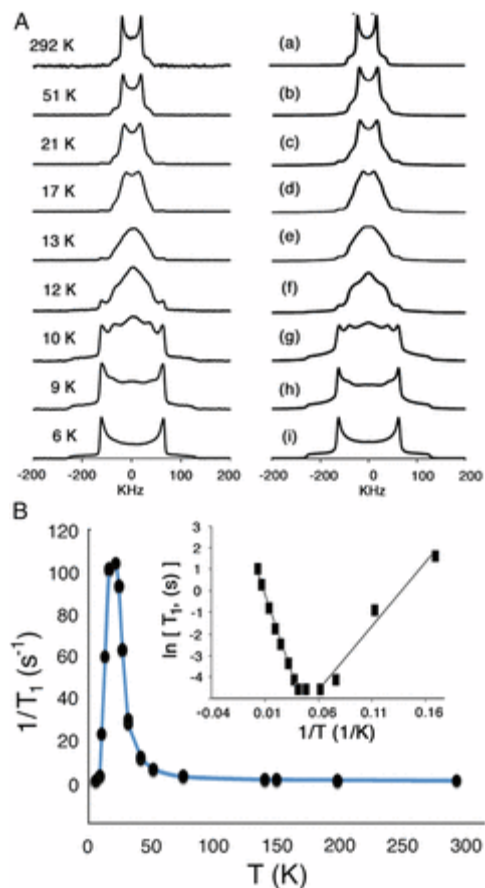 A
292 K (a)
51 K (b)
21 K (c)
17 K (d)
13 K (e)
12 K (f)
10 K (g)
9 K (h)
6 K (i)
-200 -100 0 100 200 -200 -100 0 100 200
KHz KHz
B
120
100
80
60
40
20
0
1/T1 (s-1)
3
2
1
0
-1
-2
-3
-4
ln [ T1, (s) ]
-0.04 0.01 0.06 0.11 0.16
1/T (1/K)
0 50 100 150 200 250 300
T (K)